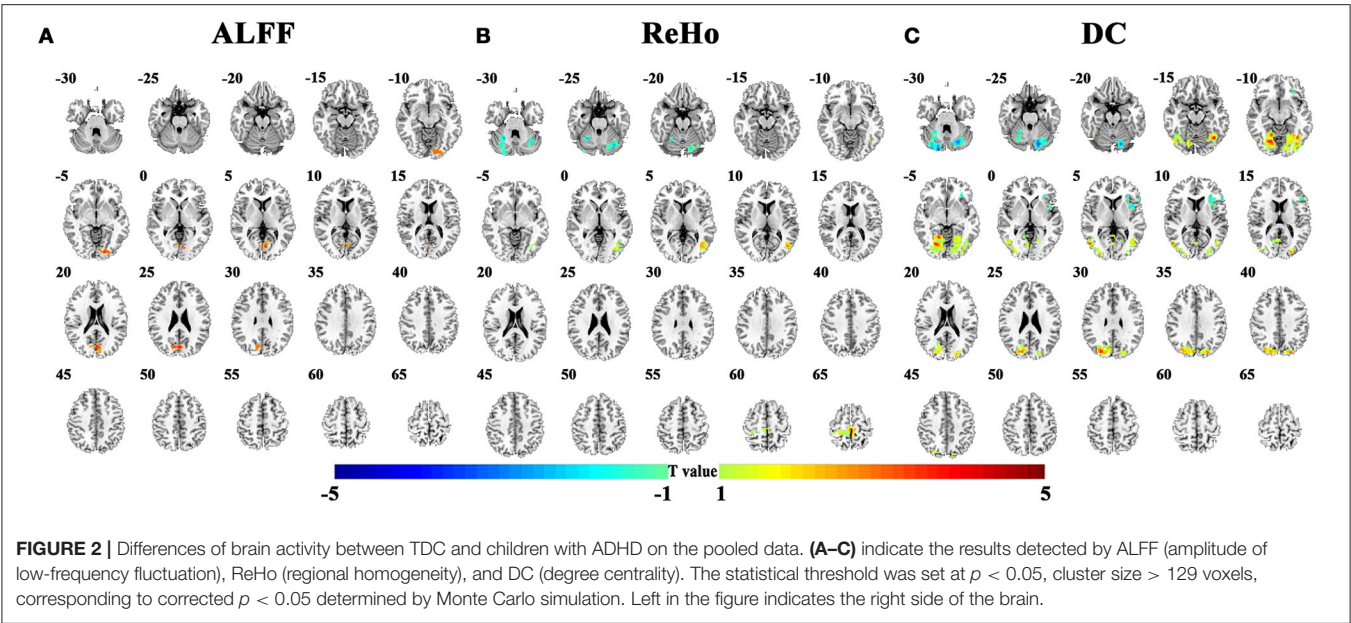 A ALFF B ReHo C DC
-30 -25 -20 -15 -10 -30 -25 -20 -15 -10 -30 -25 -20 -15 -10
-5 0 5 10 15 -5 0 5 10 15 -5 0 5 10 15
20 25 30 35 40 20 25 30 35 40 20 25 30 35 40
45 50 55 60 65 45 50 55 60 65 45 50 55 60 65
T value
-5 -1 1 5
FIGURE 2 | Differences of brain activity between TDC and children with ADHD on the pooled data. (A–C) indicate the results detected by ALFF (amplitude of
low-frequency fluctuation), ReHo (regional homogeneity), and DC (degree centrality). The statistical threshold was set at p < 0.05, cluster size > 129 voxels,
corresponding to corrected p < 0.05 determined by Monte Carlo simulation. Left in the figure indicates the right side of the brain.